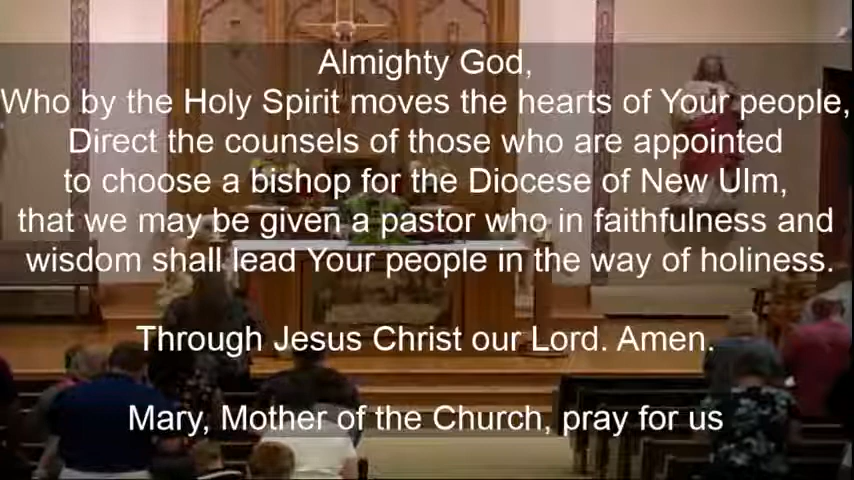 Almighty God,
Who by the Holy Spirit moves the hearts of Your people,
Direct the counsels of those who are appointed
to choose a bishop for the Diocese of New Ulm,
that we may be given a pastor who in faithfulness and
wisdom shall lead Your people in the way of holiness.
Through Jesus Christ our Lord. Amen.
Mary, Mother of the Church, pray for us